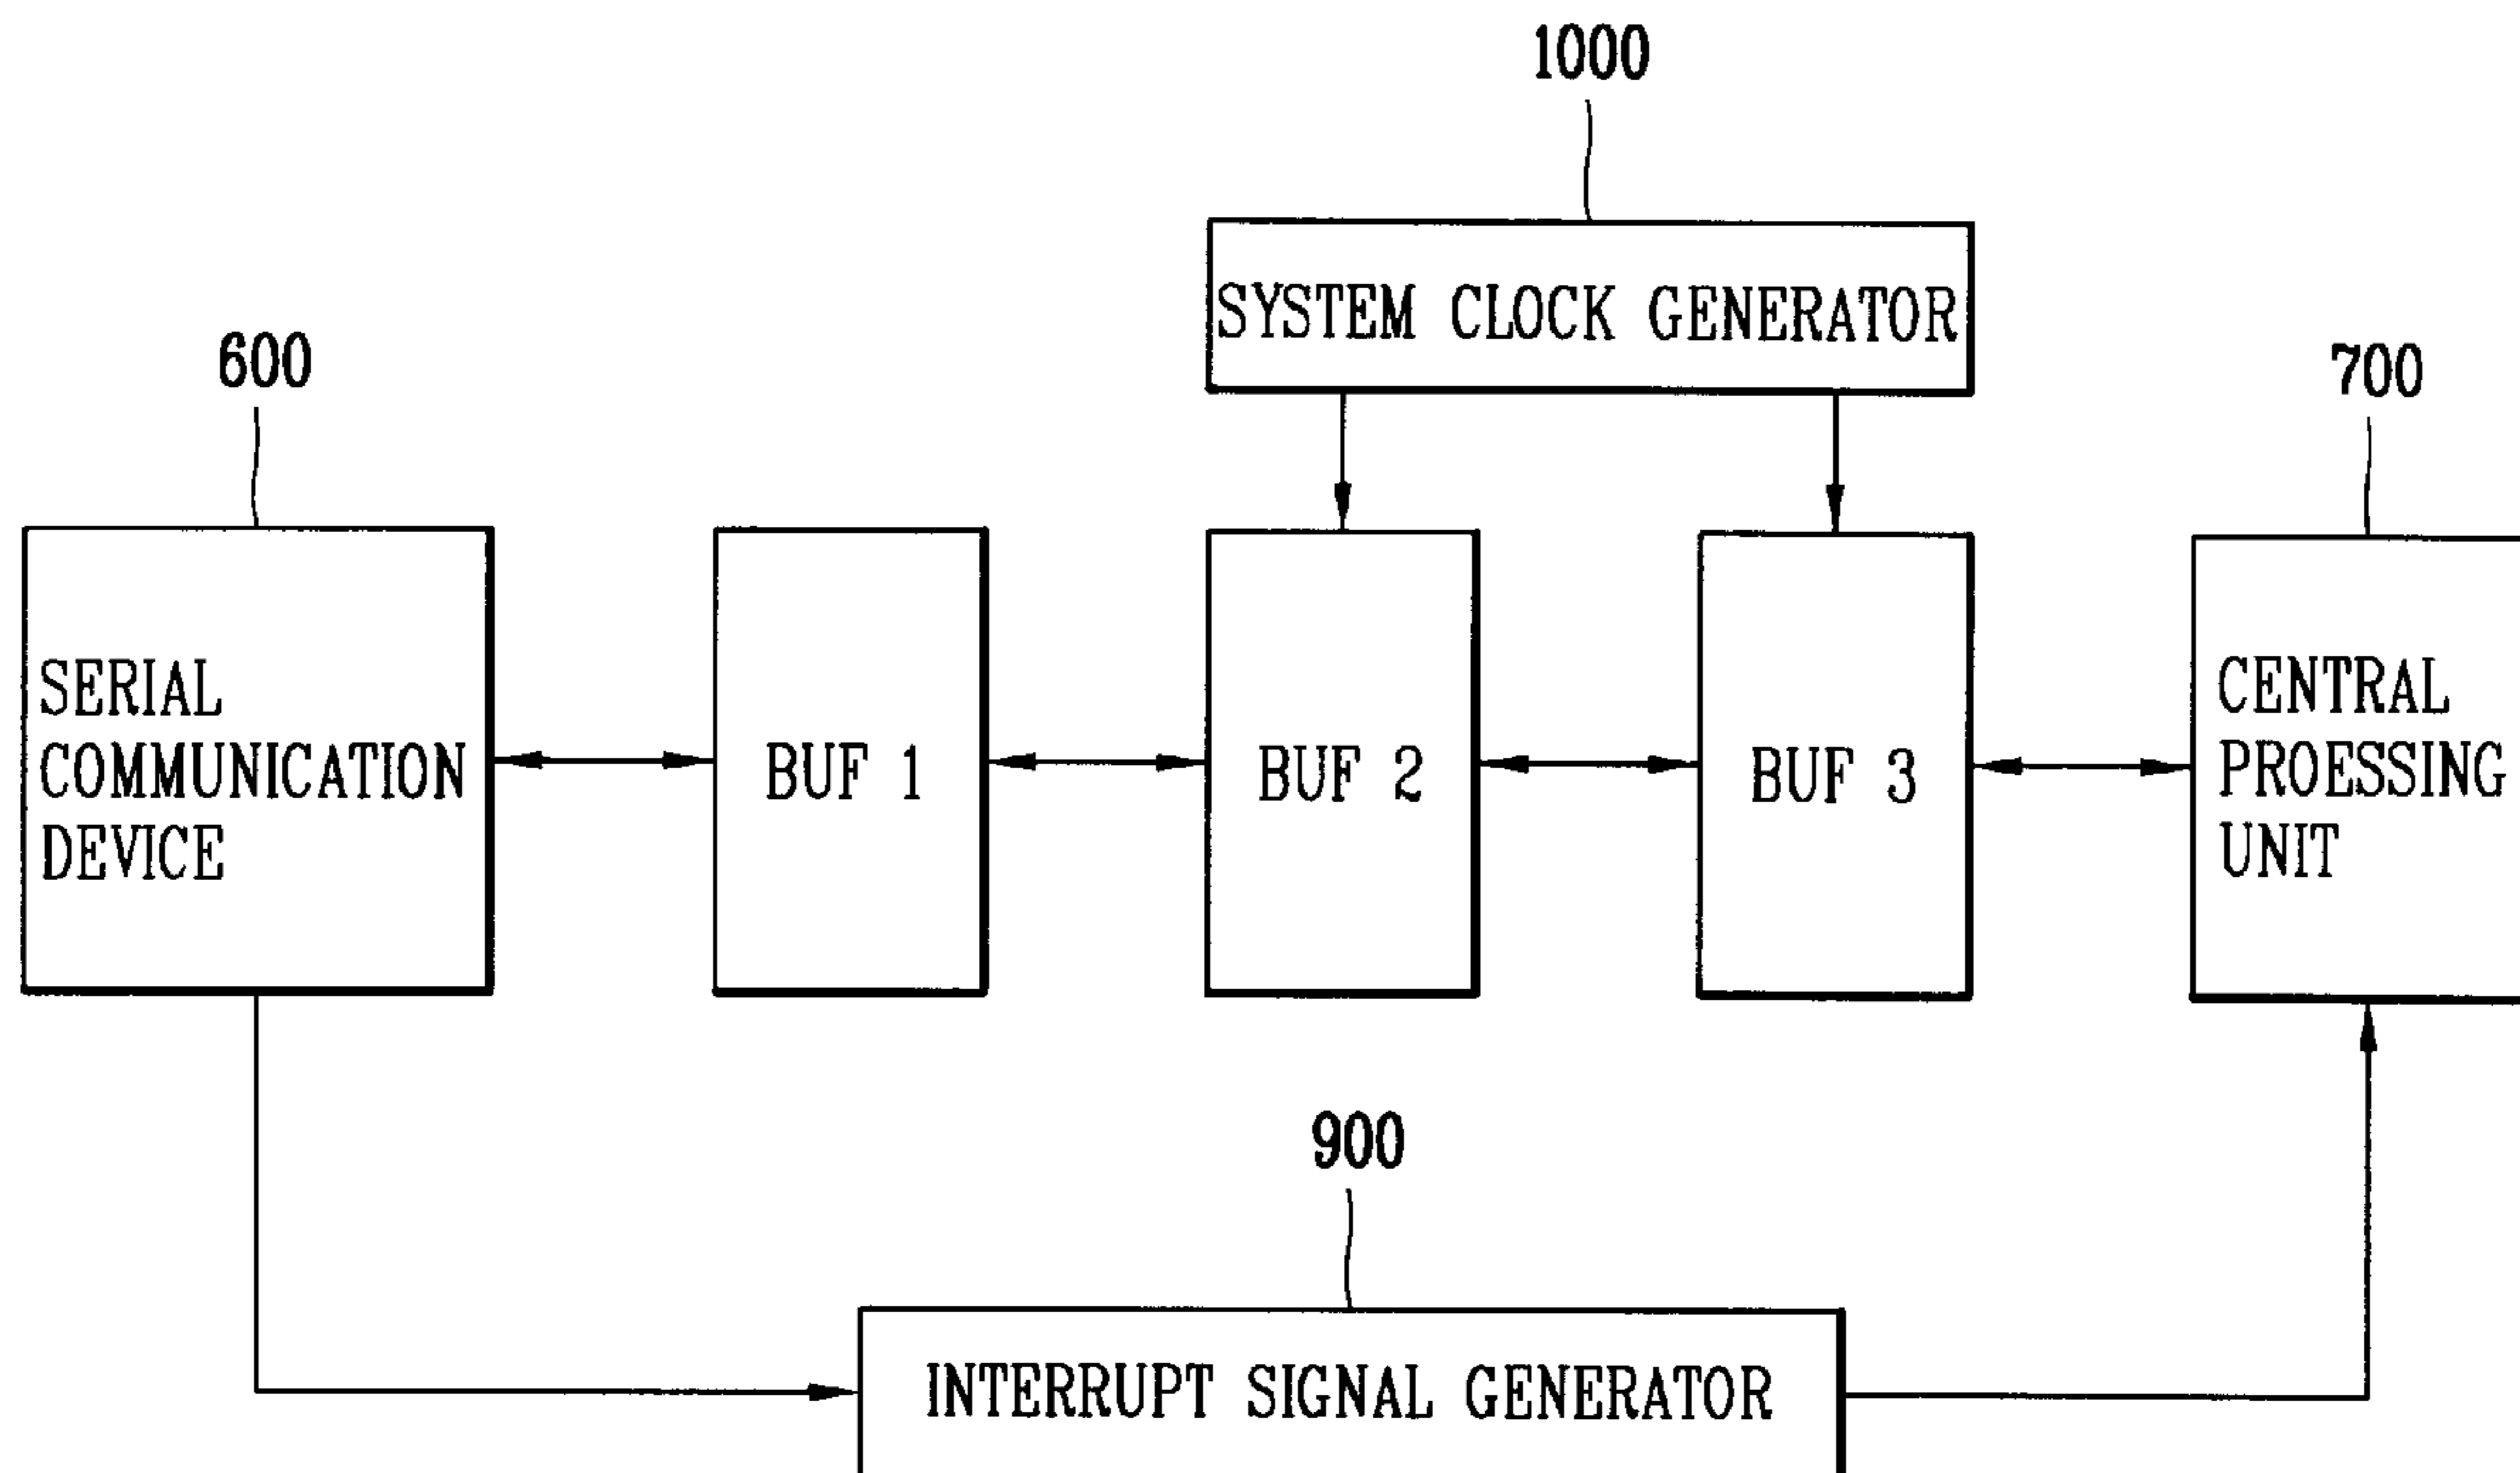 1000
SYSTEM CLOCK GENERATOR
600
700
SERIAL
COMMUNICATION
DEVICE
BUF 1
BUF 2
BUF 3
CENTRAL
PROESSING
UNIT
900
INTERRUPT SIGNAL GENERATOR